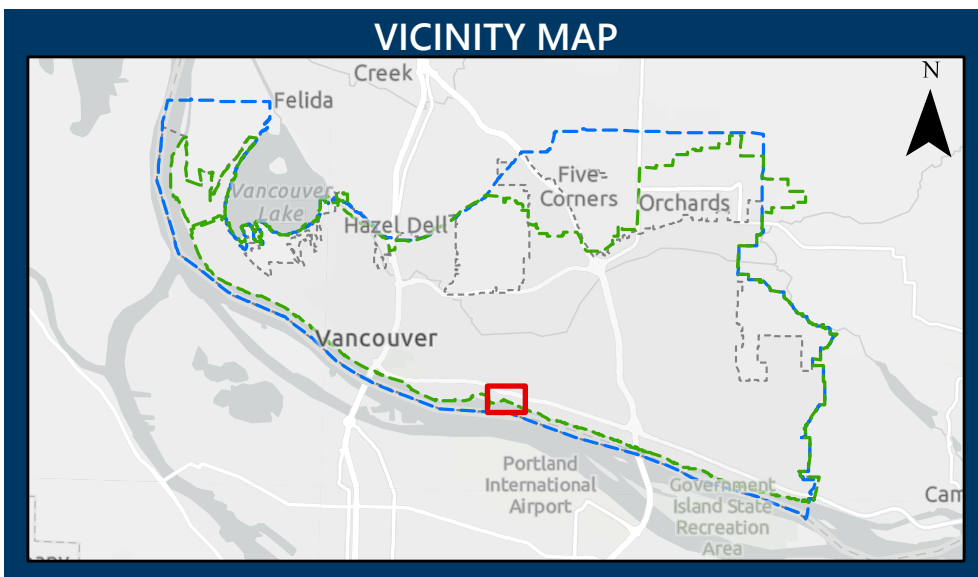 VICINITY MAP
Creek
N
Felida
Vancouver
Lake
Five-
Corners
Orchards
Hazel Dell
Vancouver
Portland
International
Airport
Government
Island State
Recreation
Area
Cam